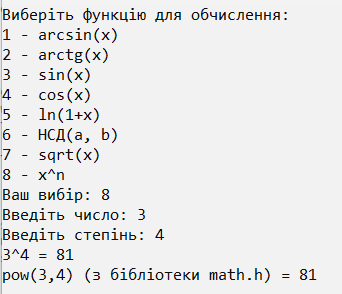 Виберіть функцію для обчислення:
1 - arcsin(x)
2 - arctg(x)
3 - sin(x)
4 - cos(x)
5 - ln(1+x)
6 - НСД(a, b)
7 - sqrt(x)
8 - x^n
Ваш вибір: 8
Введіть число: 3
Введіть степінь: 4
3^4 = 81
pow(3,4) (з бібліотеки math.h) = 81